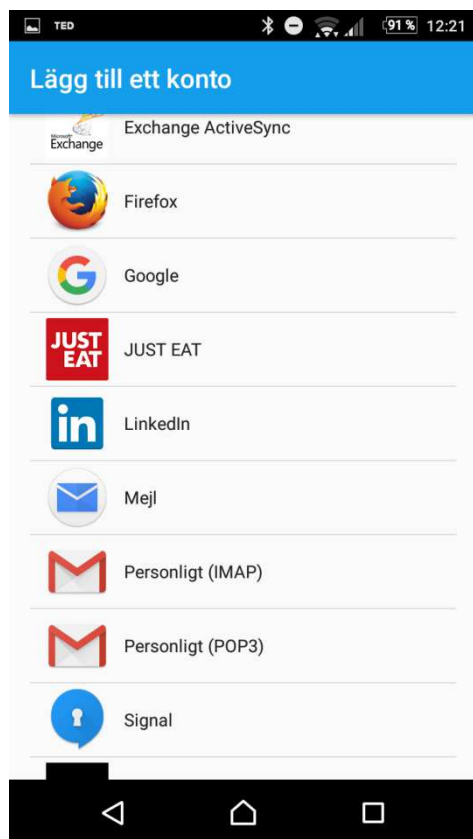 TED 91 % 12:21
Lägg till ett konto
Microsoft
Exchange
Exchange ActiveSync
Firefox
Google
JUST
EAT
JUST EAT
in
LinkedIn
Mejl
Personligt (IMAP)
Personligt (POP3)
Signal